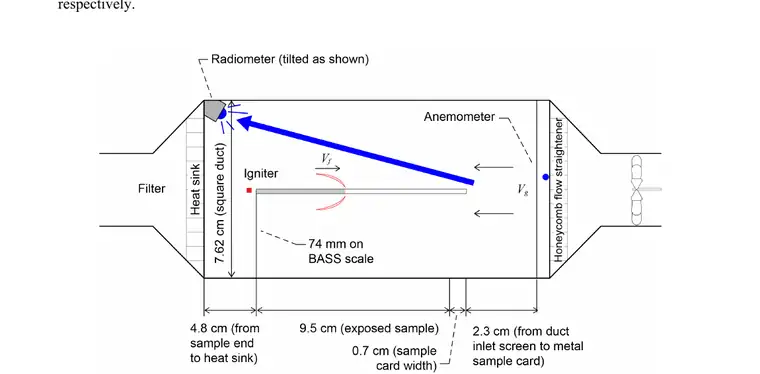 respectively.
Radiometer (tilted as shown)
Anemometer
Igniter
Vf
Vg
Filter
Heat sink
7.62 cm (square duct)
Honeycomb flow straightener
74 mm on
BASS scale
4.8 cm (from
sample end
to heat sink)
9.5 cm (exposed sample)
0.7 cm (sample
card width)
2.3 cm (from duct
inlet screen to metal
sample card)